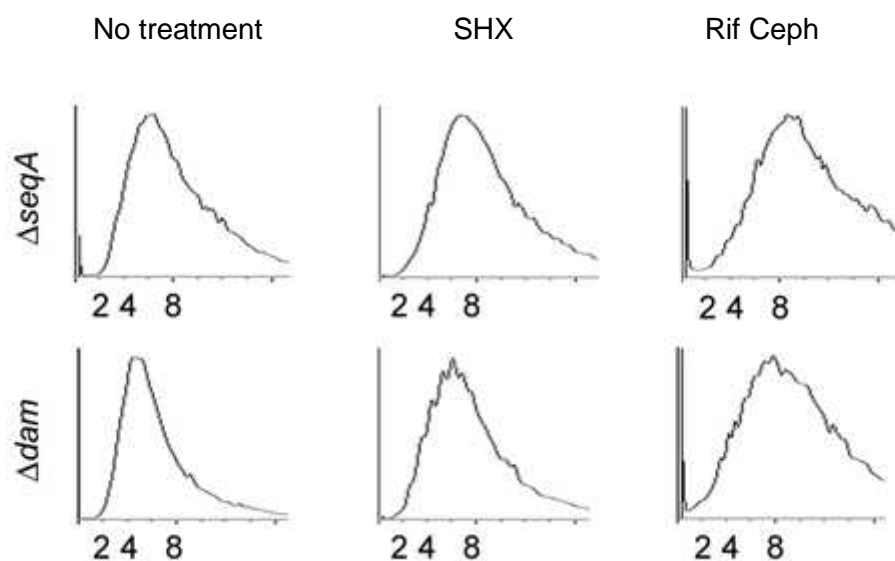 No treatment SHX Rif Ceph
ΔseqA
2 4 8 2 4 8 2 4 8
Δdam
2 4 8 2 4 8 2 4 8